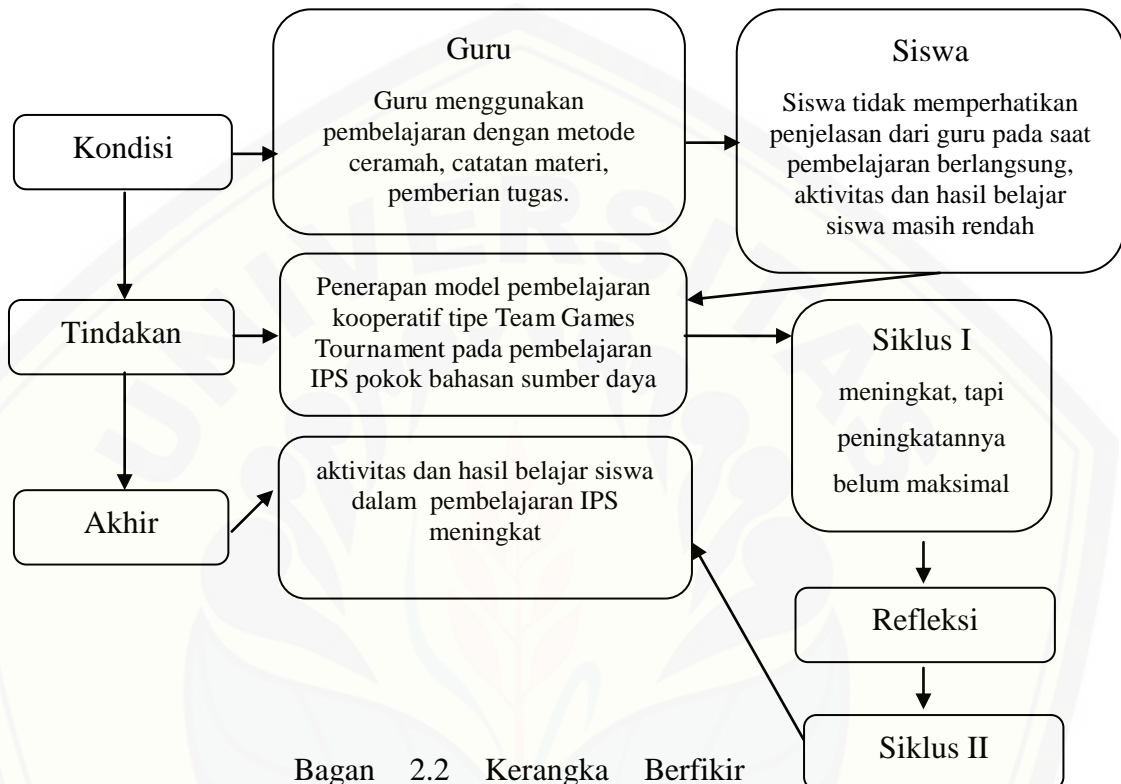 Kondisi
Guru
Guru menggunakan
pembelajaran dengan metode
ceramah, catatan materi,
pemberian tugas.
Siswa
Siswa tidak memperhatikan
penjelasan dari guru pada saat
pembelajaran berlangsung,
aktivitas dan hasil belajar
siswa masih rendah
Tindakan
Penerapan model pembelajaran
kooperatif tipe Team Games
Tournament pada pembelajaran
IPS pokok bahasan sumber daya
Siklus I
meningkat, tapi
peningkatannya
belum maksimal
Akhir
aktivitas dan hasil belajar siswa
dalam pembelajaran IPS
meningkat
Refleksi
Siklus II
Bagan 2.2 Kerangka Berfikir
UNIVERSITAS